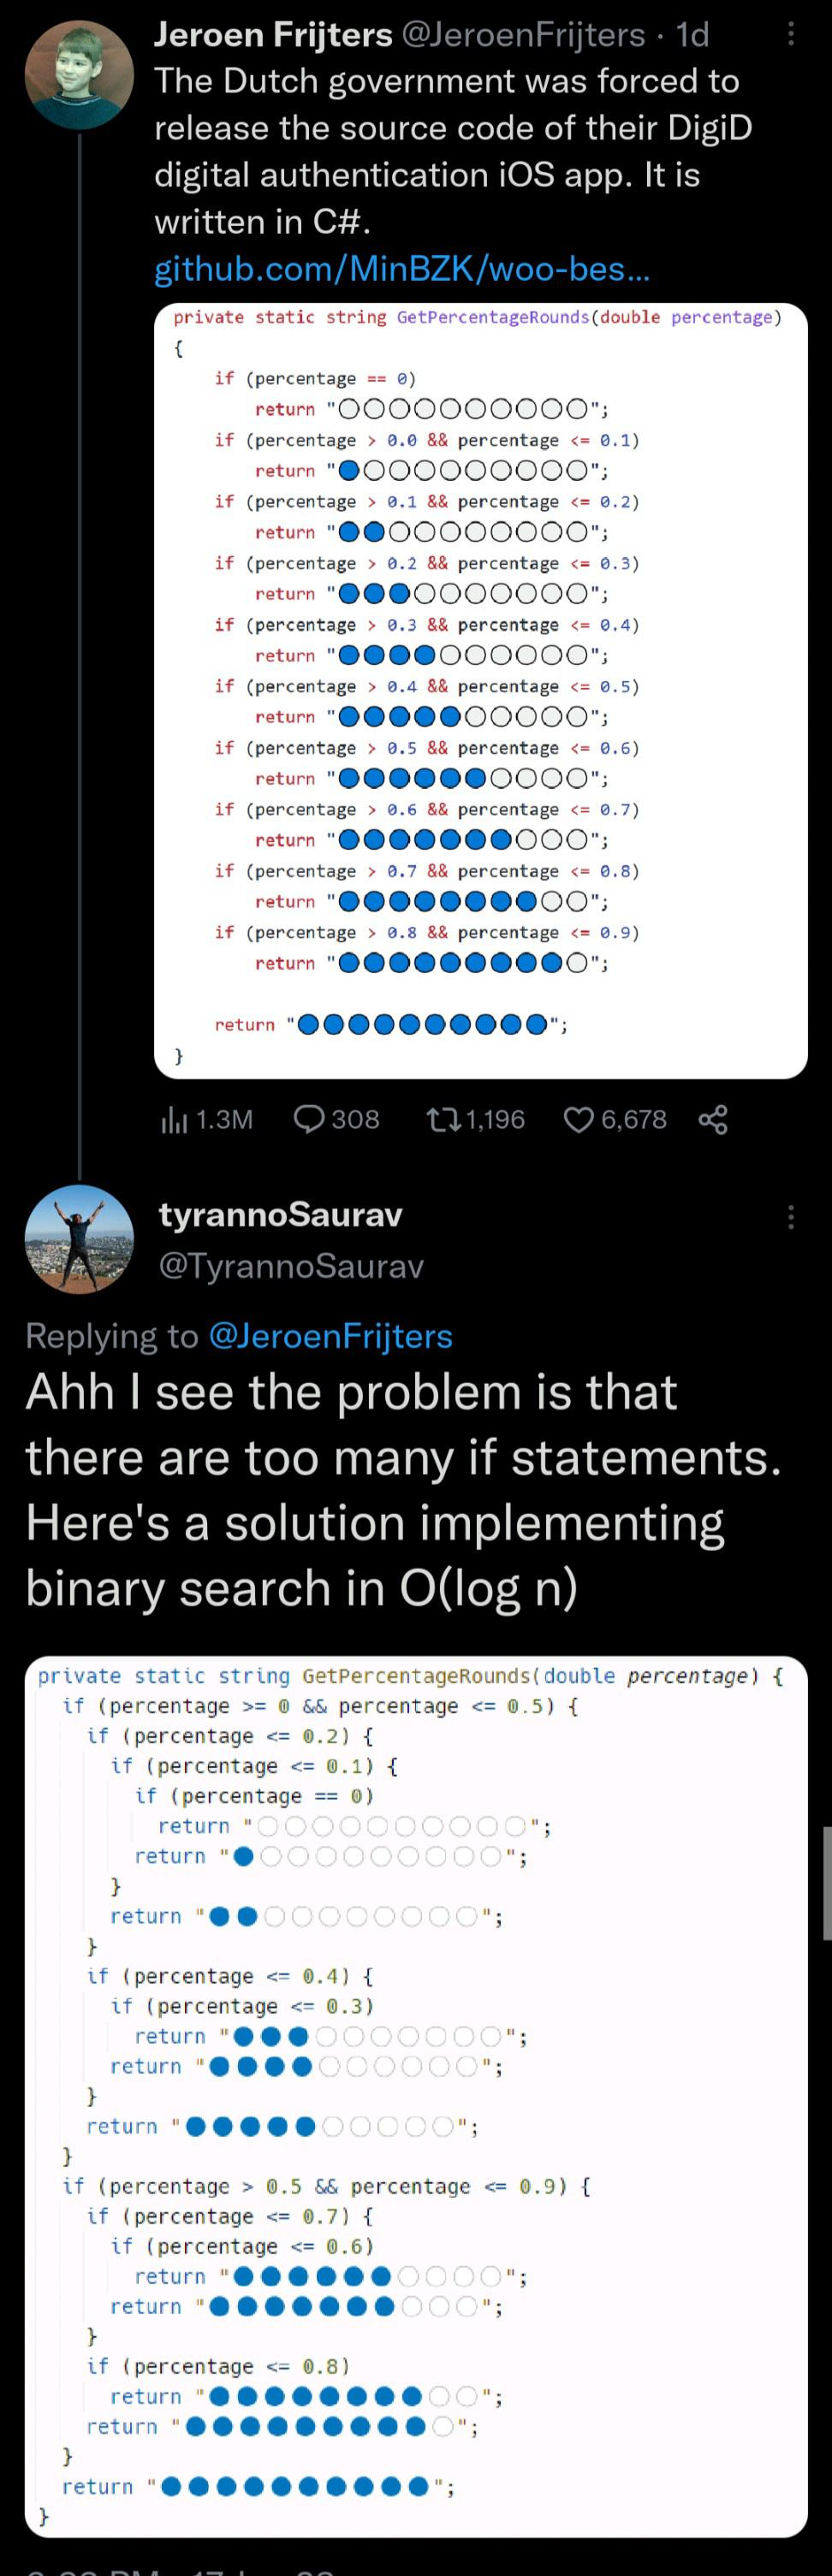 Jeroen Frijters @JeroenFrijters · 1d
The Dutch government was forced to
release the source code of their DigiD
digital authentication iOS app. It is
written in C#.
github.com/MinBZK/woo-bes...
private static string GetPercentageRounds(double percentage)
{
if (percentage == 0)
return "⚪⚪⚪⚪⚪⚪⚪⚪⚪⚪";
if (percentage > 0.0 && percentage <= 0.1)
return "🔵⚪⚪⚪⚪⚪⚪⚪⚪⚪";
if (percentage > 0.1 && percentage <= 0.2)
return "🔵🔵⚪⚪⚪⚪⚪⚪⚪⚪";
if (percentage > 0.2 && percentage <= 0.3)
return "🔵🔵🔵⚪⚪⚪⚪⚪⚪⚪";
if (percentage > 0.3 && percentage <= 0.4)
return "🔵🔵🔵🔵⚪⚪⚪⚪⚪⚪";
if (percentage > 0.4 && percentage <= 0.5)
return "🔵🔵🔵🔵🔵⚪⚪⚪⚪⚪";
if (percentage > 0.5 && percentage <= 0.6)
return "🔵🔵🔵🔵🔵🔵⚪⚪⚪⚪";
if (percentage > 0.6 && percentage <= 0.7)
return "🔵🔵🔵🔵🔵🔵🔵⚪⚪⚪";
if (percentage > 0.7 && percentage <= 0.8)
return "🔵🔵🔵🔵🔵🔵🔵🔵⚪⚪";
if (percentage > 0.8 && percentage <= 0.9)
return "🔵🔵🔵🔵🔵🔵🔵🔵🔵⚪";
return "🔵🔵🔵🔵🔵🔵🔵🔵🔵🔵";
}
1.3M 308 1,196 6,678
tyrannoSaurav
@TyrannoSaurav
Replying to @JeroenFrijters
Ahh I see the problem is that
there are too many if statements.
Here's a solution implementing
binary search in O(log n)
private static string GetPercentageRounds(double percentage) {
if (percentage >= 0 && percentage <= 0.5) {
if (percentage <= 0.2) {
if (percentage <= 0.1) {
if (percentage == 0)
return "⚪⚪⚪⚪⚪⚪⚪⚪⚪⚪";
return "🔵⚪⚪⚪⚪⚪⚪⚪⚪⚪";
}
return "🔵🔵⚪⚪⚪⚪⚪⚪⚪⚪";
}
if (percentage <= 0.4) {
if (percentage <= 0.3)
return "🔵🔵🔵⚪⚪⚪⚪⚪⚪⚪";
return "🔵🔵🔵🔵⚪⚪⚪⚪⚪⚪";
}
return "🔵🔵🔵🔵🔵⚪⚪⚪⚪⚪";
}
if (percentage > 0.5 && percentage <= 0.9) {
if (percentage <= 0.7) {
if (percentage <= 0.6)
return "🔵🔵🔵🔵🔵🔵⚪⚪⚪⚪";
return "🔵🔵🔵🔵🔵🔵🔵⚪⚪⚪";
}
if (percentage <= 0.8)
return "🔵🔵🔵🔵🔵🔵🔵🔵⚪⚪";
return "🔵🔵🔵🔵🔵🔵🔵🔵🔵⚪";
}
return "🔵🔵🔵🔵🔵🔵🔵🔵🔵🔵";
}